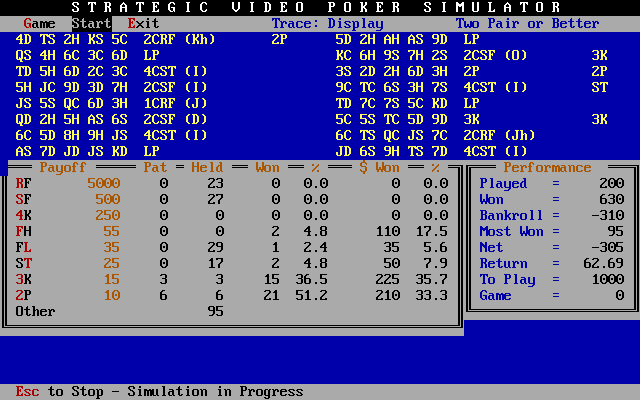 STRATEGIC VIDEO POKER SIMULATOR
Game Start Exit Trace: Display Two Pair or Better
4D TS 2H KS 5C 2CRF (Kh) 2P 5D 2H AH AS 9D LP
QS 4H 6C 3C 6D LP KC 6H 9S 7H 2S 2CSF (O) 3K
TD 5H 6D 2C 3C 4CST (I) 3S 2D 2H 6D 3H 2P 2P
5H JC 9D 3D 7H 2CSF (I) 9C TC 6S 3H 7S 4CST (I) ST
JS 5S QC 6D 3H 1CRF (J) TD 7C 7S 5C KD LP
QD 2H 5H AS 6S 2CSF (D) 5C 5S TC 5D 9D 3K 3K
6C 5D 8H 9H JS 4CST (I) 6C TS QC JS 7C 2CRF (Jh)
AS 7D JD JS KD LP JD 6S 9H TS 7D 4CST (I)
Payoff Pat Held Won % $ Won % Performance
RF 5000 0 23 0 0.0 0 0.0 Played = 200
SF 500 0 27 0 0.0 0 0.0 Won = 630
4K 250 0 0 0 0.0 0 0.0 Bankroll = -310
FH 55 0 0 2 4.8 110 17.5 Most Won = 95
FL 35 0 29 1 2.4 35 5.6 Net = -305
ST 25 0 17 2 4.8 50 7.9 Return = 62.69
3K 15 3 3 15 36.5 225 35.7 To Play = 1000
2P 10 6 6 21 51.2 210 33.3 Game = 0
Other 95
Esc to Stop - Simulation in Progress